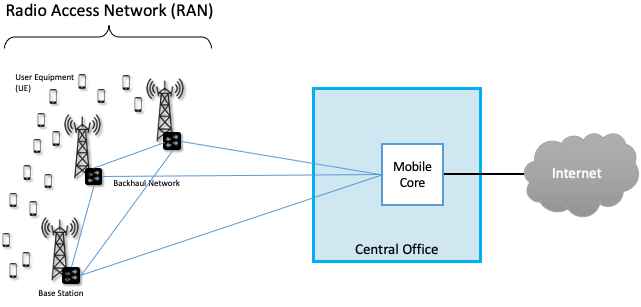 Radio Access Network (RAN)
User Equipment
(UE)
Backhaul Network
Base Station
Mobile
Core
Central Office
Internet